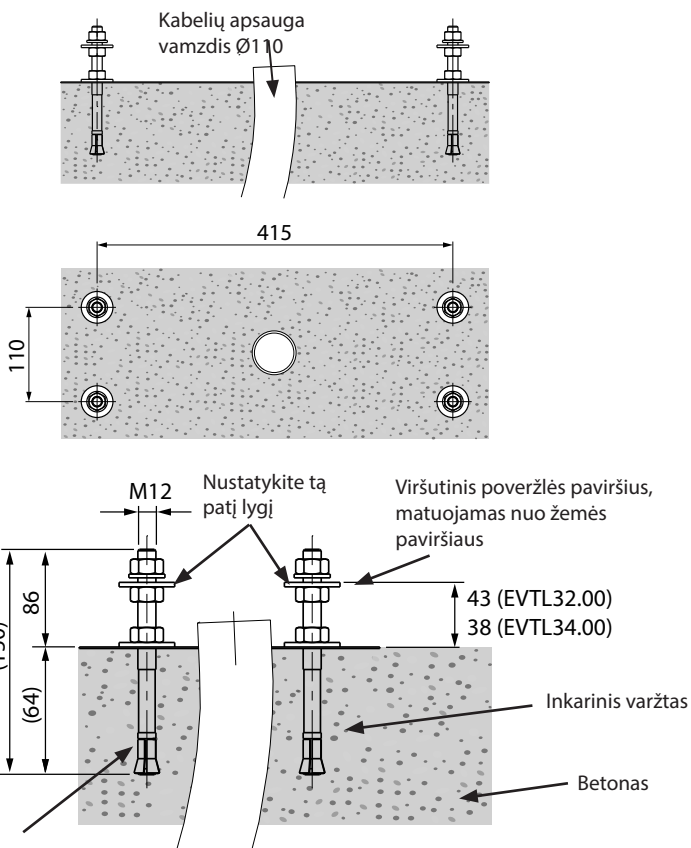 Kabelių apsauga
vamzdis Ø110
415
110
M12
Nustatykite tą
patį lygį
Viršutinis poveržlės paviršius,
matuojamas nuo žemės
paviršiaus
86
43 (EVTL32.00)
38 (EVTL34.00)
(64)
Inkarinis varžtas
Betonas